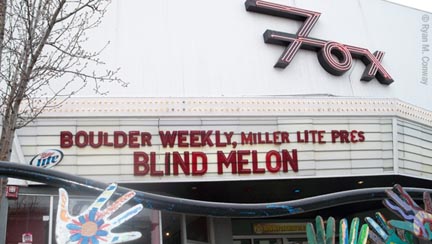 © Ryan M. Conway
Fox
BOULDER WEEKLY, MILLER LITE PRES
Lite
BLIND MELON